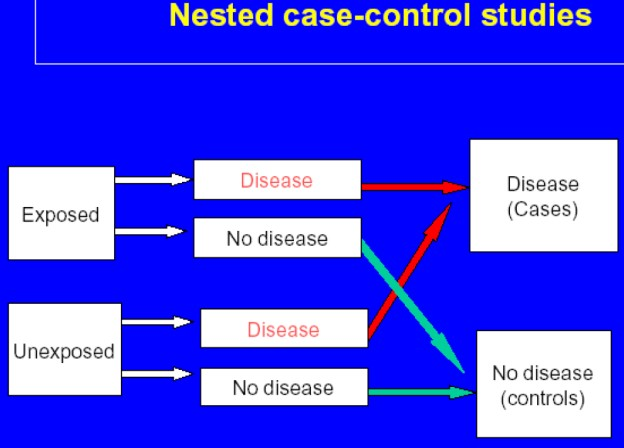 Nested case-control studies
Exposed
Disease
No disease
Disease
(Cases)
Unexposed
Disease
No disease
No disease
(controls)